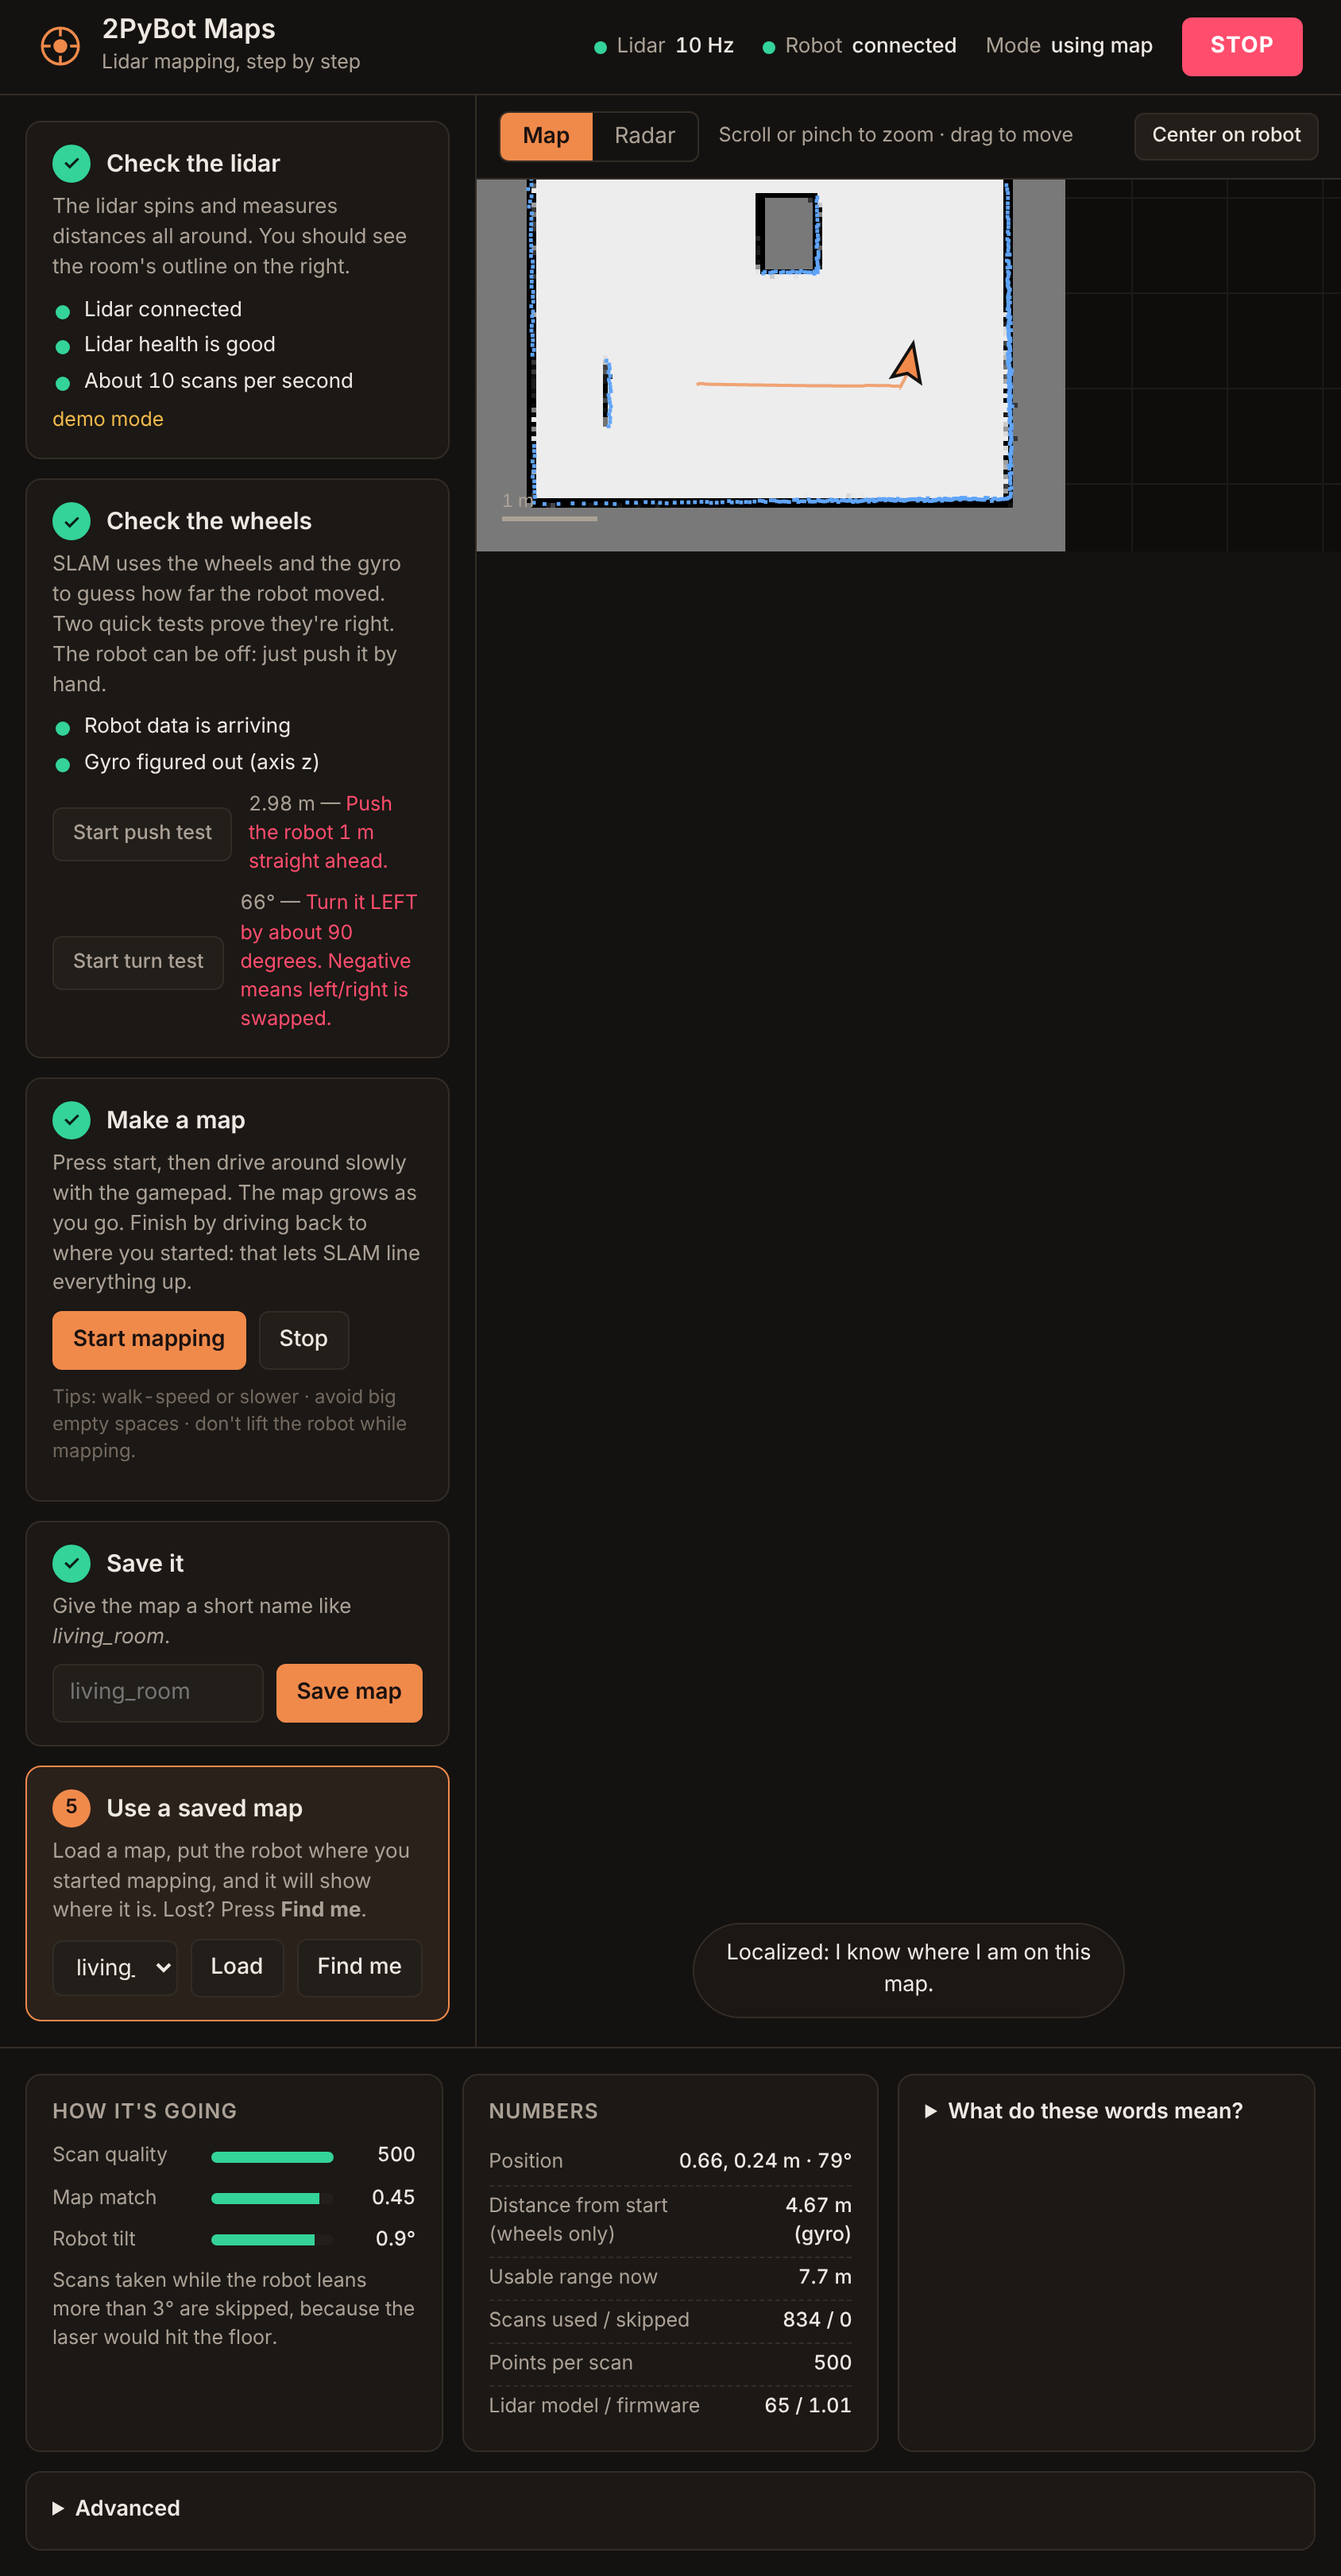 2PyBot Maps
Lidar mapping, step by step
Lidar 10 Hz
Robot connected
Mode using map
STOP
Check the lidar
The lidar spins and measures
distances all around. You should see
the room's outline on the right.
Lidar connected
Lidar health is good
About 10 scans per second
demo mode
Check the wheels
SLAM uses the wheels and the gyro
to guess how far the robot moved.
Two quick tests prove they're right.
The robot can be off: just push it by
hand.
Robot data is arriving
Gyro figured out (axis z)
Start push test
2.98 m — Push
the robot 1 m
straight ahead.
Start turn test
66° — Turn it LEFT
by about 90
degrees. Negative
means left/right is
swapped.
Make a map
Press start, then drive around slowly
with the gamepad. The map grows as
you go. Finish by driving back to
where you started: that lets SLAM line
everything up.
Start mapping
Stop
Tips: walk-speed or slower · avoid big
empty spaces · don't lift the robot while
mapping.
Save it
Give the map a short name like
living_room.
living_room
Save map
5
Use a saved map
Load a map, put the robot where you
started mapping, and it will show
where it is. Lost? Press Find me.
living_
Load
Find me
Map
Radar
Scroll or pinch to zoom · drag to move
Center on robot
1 m
Localized: I know where I am on this
map.
HOW IT'S GOING
Scan quality 500
Map match 0.45
Robot tilt 0.9°
Scans taken while the robot leans
more than 3° are skipped, because the
laser would hit the floor.
NUMBERS
Position 0.66, 0.24 m · 79°
Distance from start 4.67 m
(wheels only) (gyro)
Usable range now 7.7 m
Scans used / skipped 834 / 0
Points per scan 500
Lidar model / firmware 65 / 1.01
What do these words mean?
Advanced